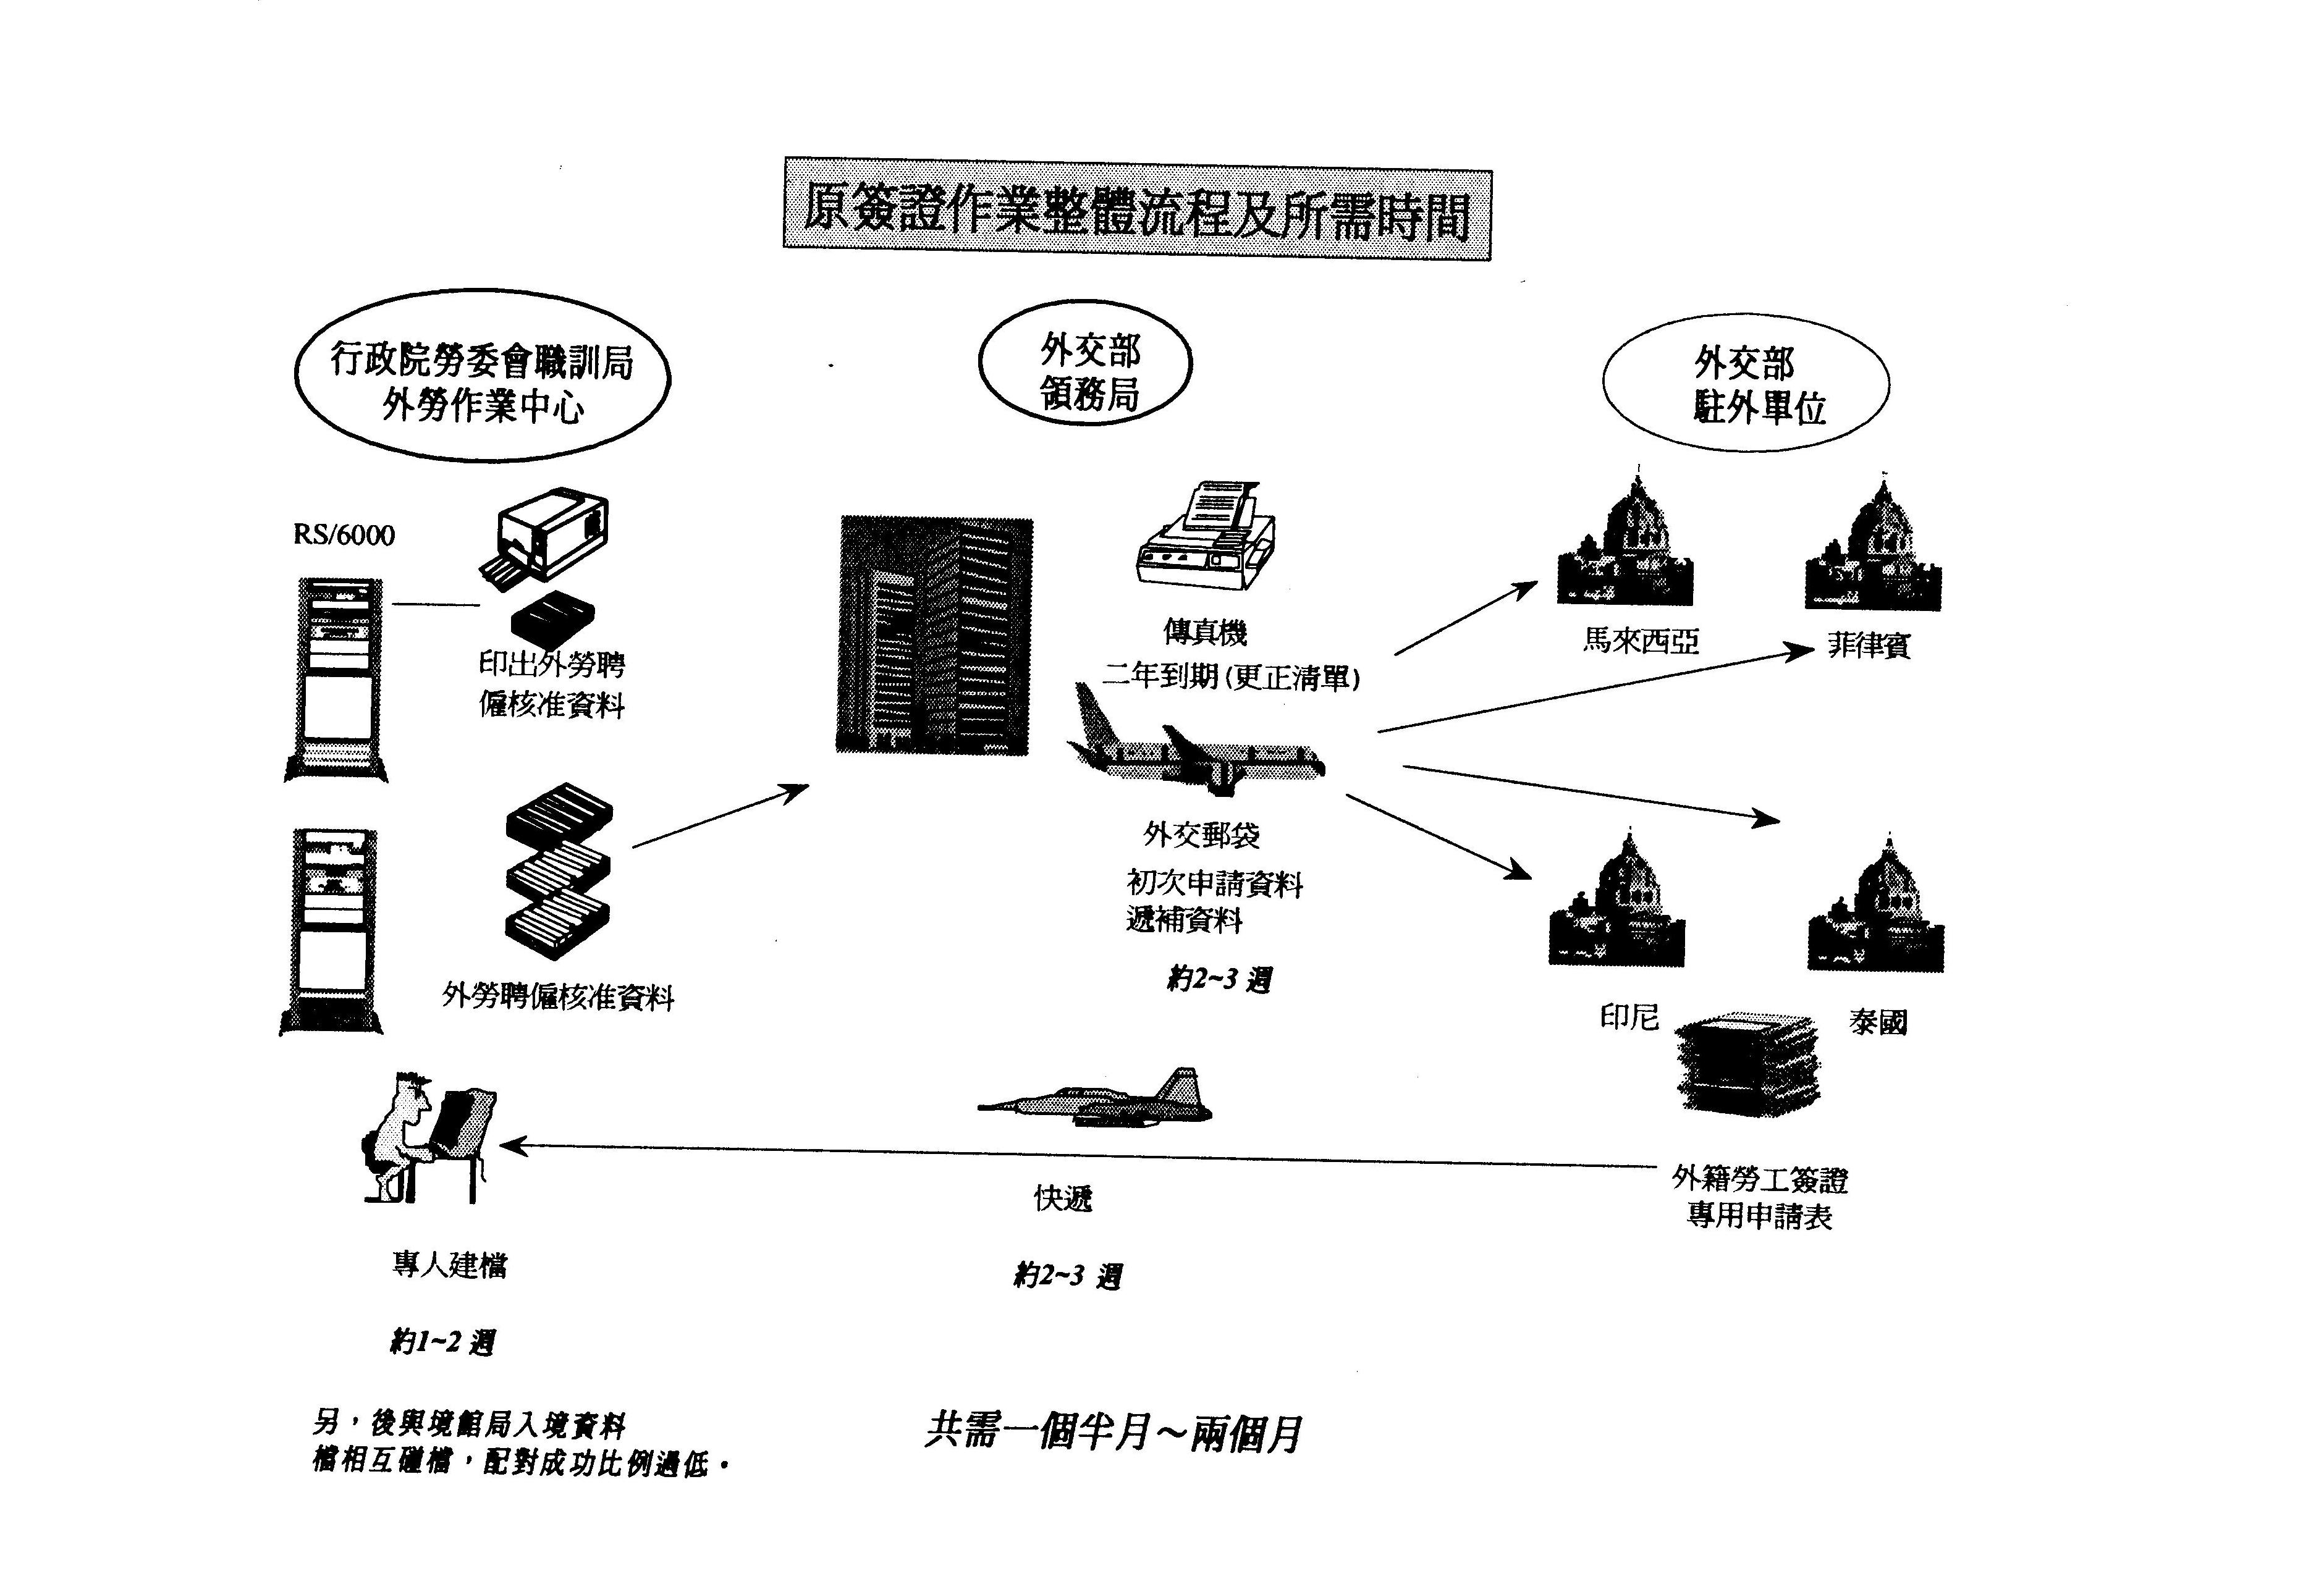 原簽證作業整體流程及所需時間
行政院勞委會職訓局
外勞作業中心
外交部
領務局
外交部
駐外單位
RS/6000
印出外勞聘
僱核准資料
外勞聘僱核准資料
傳真機
二年到期(更正清單)
外交郵袋
初次申請資料
遞補資料
約2~3 週
馬來西亞
菲律賓
印尼
泰國
外籍勞工簽證
專用申請表
快遞
約2~3 週
專人建檔
約1~2 週
另，後與境館局入境資料
檔相互碰檔，配對成功比例過低。
共需一個半月～兩個月